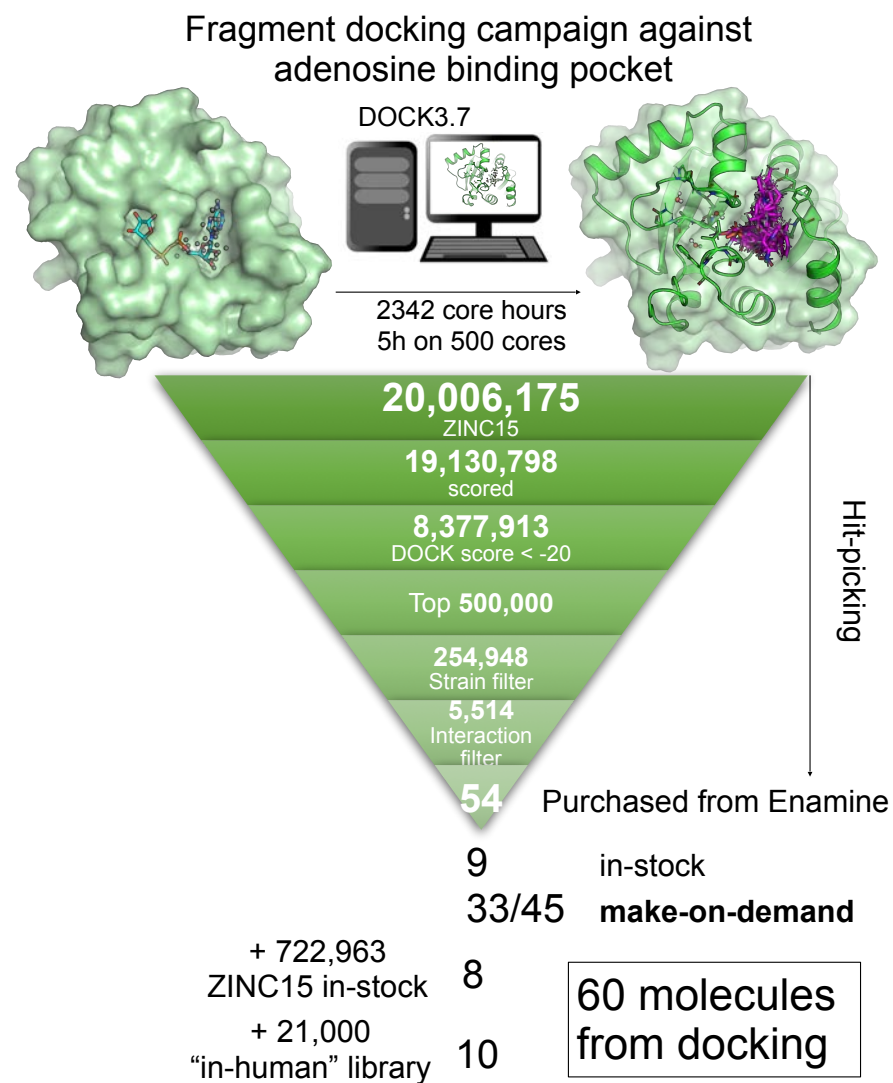 Fragment docking campaign against
adenosine binding pocket
DOCK3.7
2342 core hours
5h on 500 cores
20,006,175
ZINC15
19,130,798
scored
8,377,913
DOCK score < -20
Top 500,000
254,948
Strain filter
5,514
Interaction
filter
Hit-picking
54
Purchased from Enamine
9 in-stock
33/45 make-on-demand
+ 722,963
ZINC15 in-stock
8
+ 21,000
“in-human” library
10
60 molecules
from docking